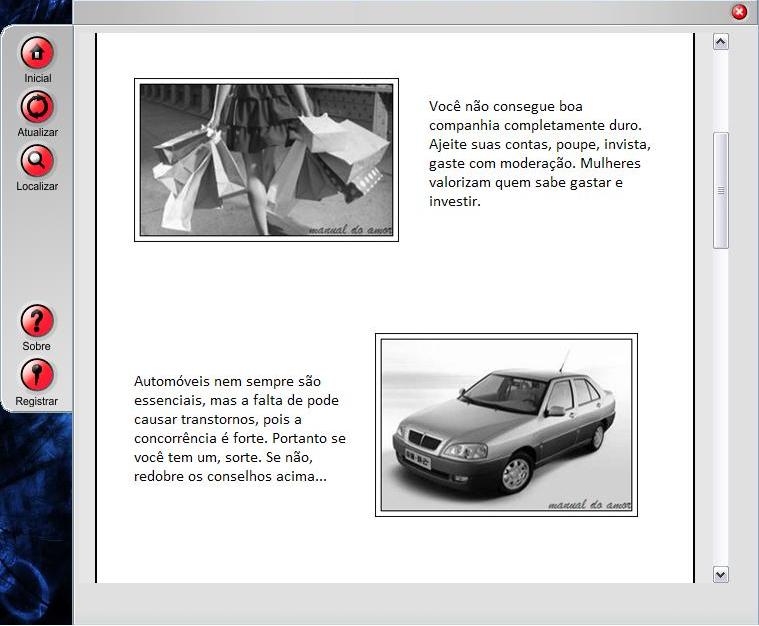 Inicial
Atualizar
Localizar
Sobre
Registrar
manual do amor
Você não consegue boa
companhia completamente duro.
Ajeite suas contas, poupe, invista,
gaste com moderação. Mulheres
valorizam quem sabe gastar e
investir.
Automóveis nem sempre são
essenciais, mas a falta de pode
causar transtornos, pois a
concorrência é forte. Portanto se
você tem um, sorte. Se não,
redobre os conselhos acima...
manual do amor